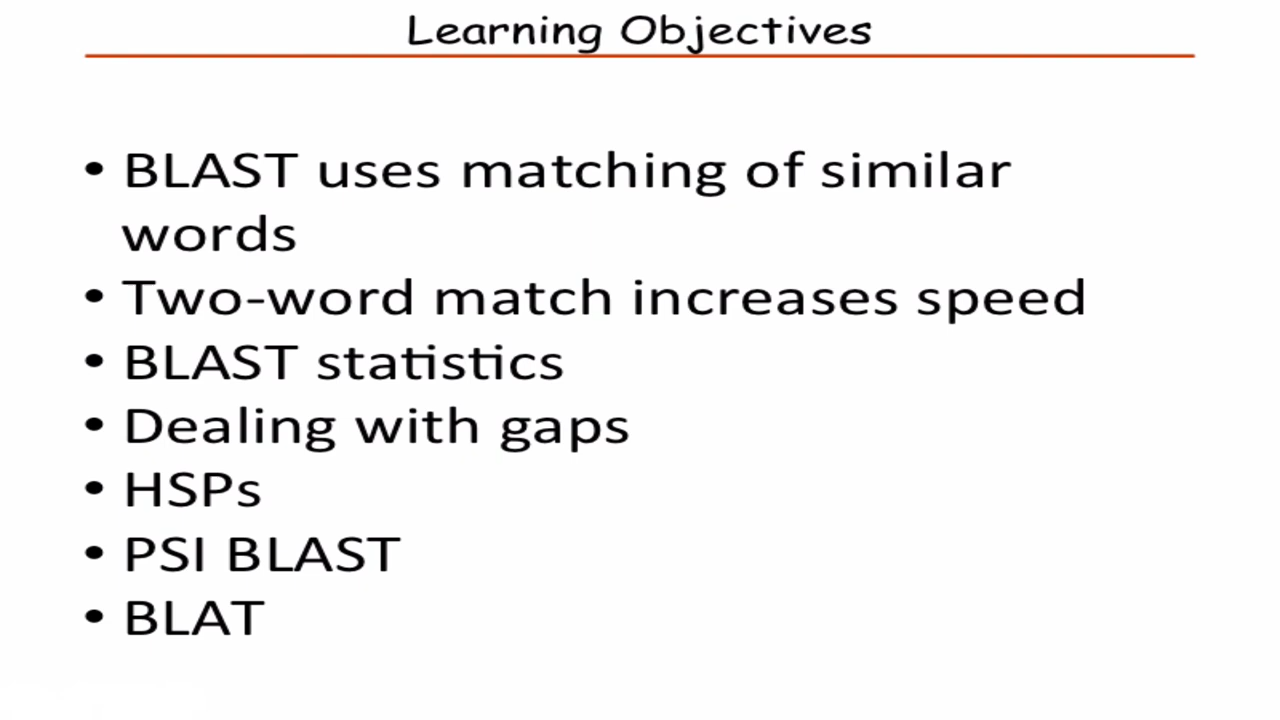 Learning Objectives
• BLAST uses matching of similar
words
• Two-word match increases speed
• BLAST statistics
• Dealing with gaps
• HSPs
• PSI BLAST
• BLAT